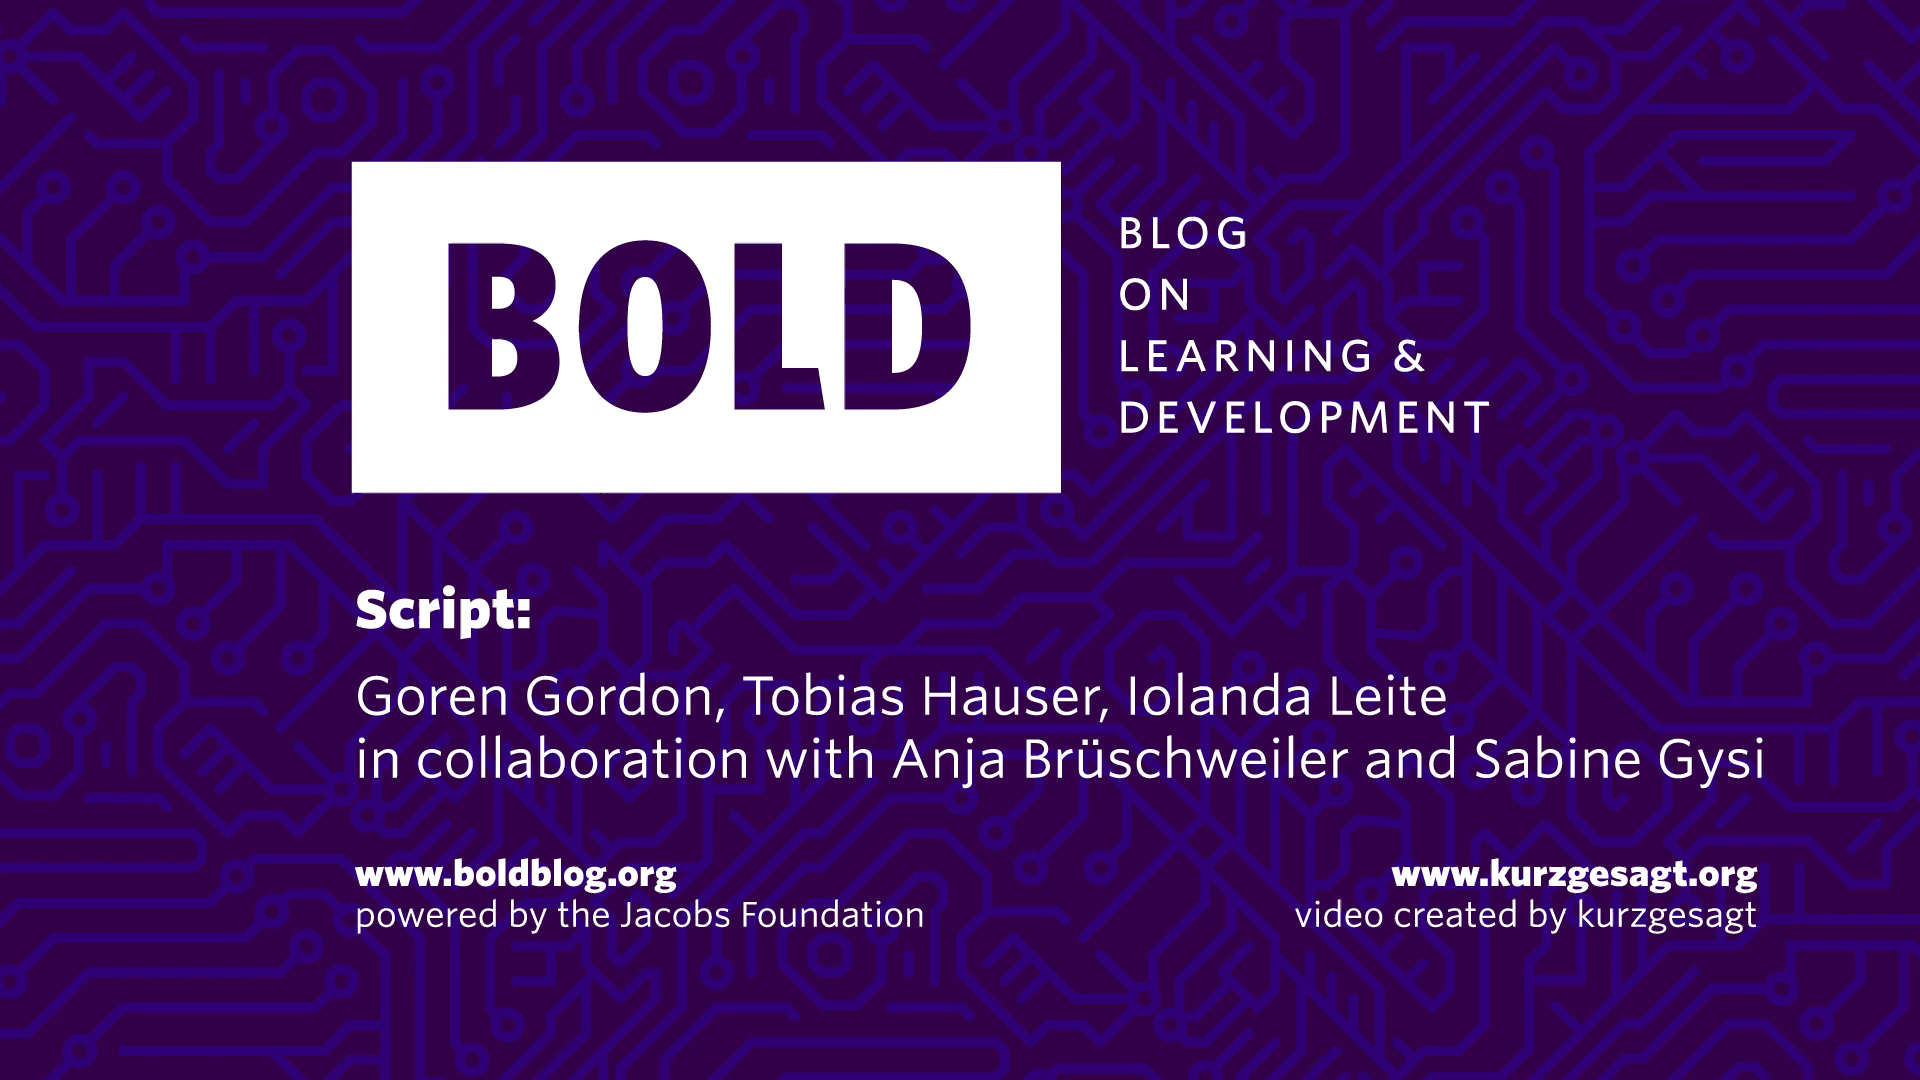 BOLD
BLOG
ON
LEARNING &
DEVELOPMENT
Script:
Goren Gordon, Tobias Hauser, Iolanda Leite
in collaboration with Anja Brüschweiler and Sabine Gysi
www.boldblog.org
powered by the Jacobs Foundation
www.kurzgesagt.org
video created by kurzgesagt